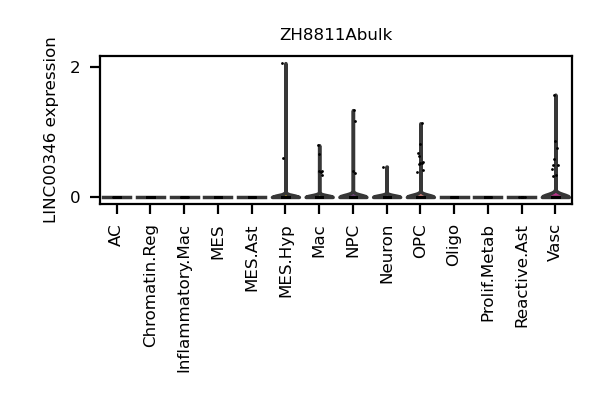 ZH8811Abulk
LINC00346 expression
2
0
AC
Chromatin.Reg
Inflammatory.Mac
MES
MES.Ast
MES.Hyp
Mac
NPC
Neuron
OPC
Oligo
Prolif.Metab
Reactive.Ast
Vasc